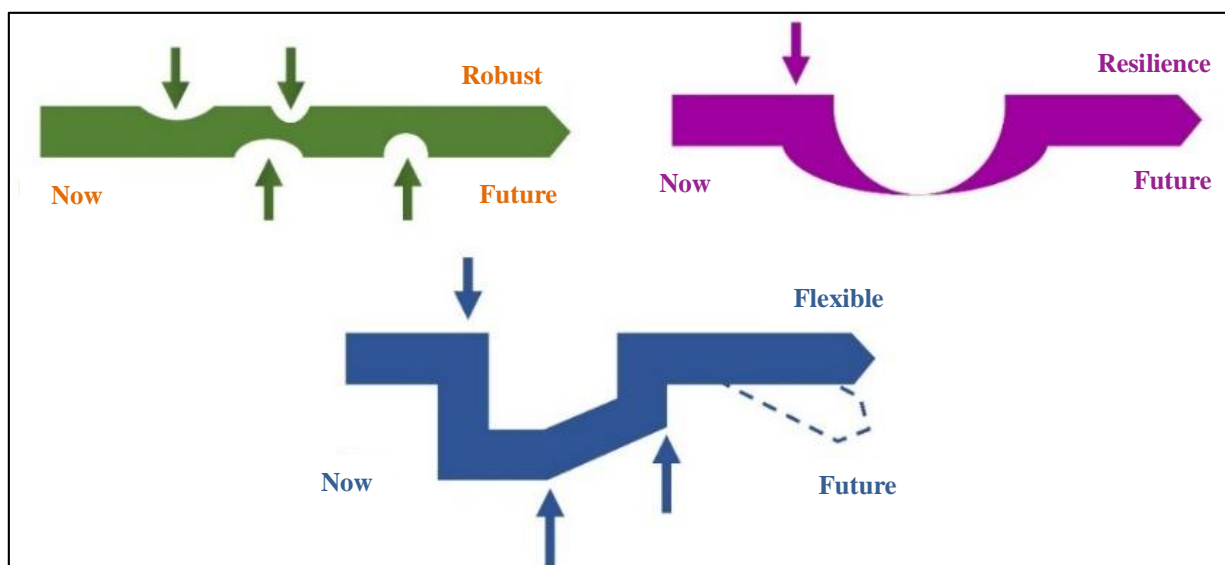 Robust
Now
Future
Resilience
Now
Future
Flexible
Now
Future